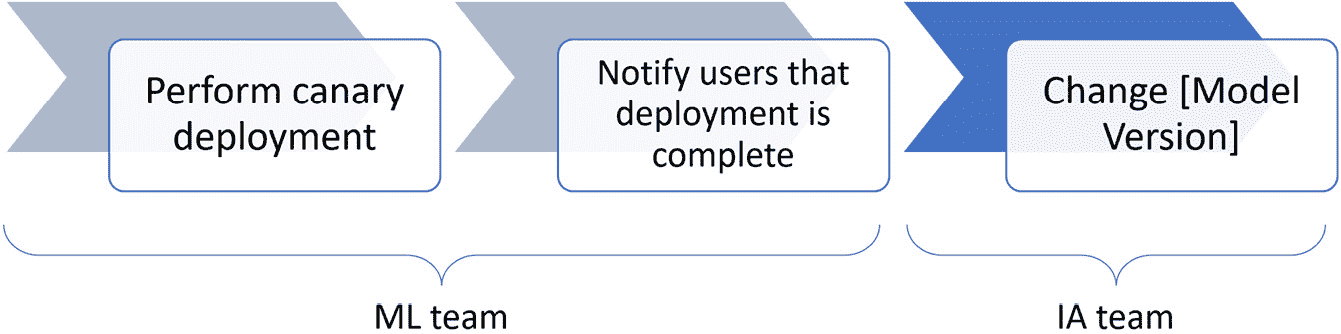 Perform canary
deployment
Notify users that
deployment is
complete
Change [Model
Version]
ML team
IA team